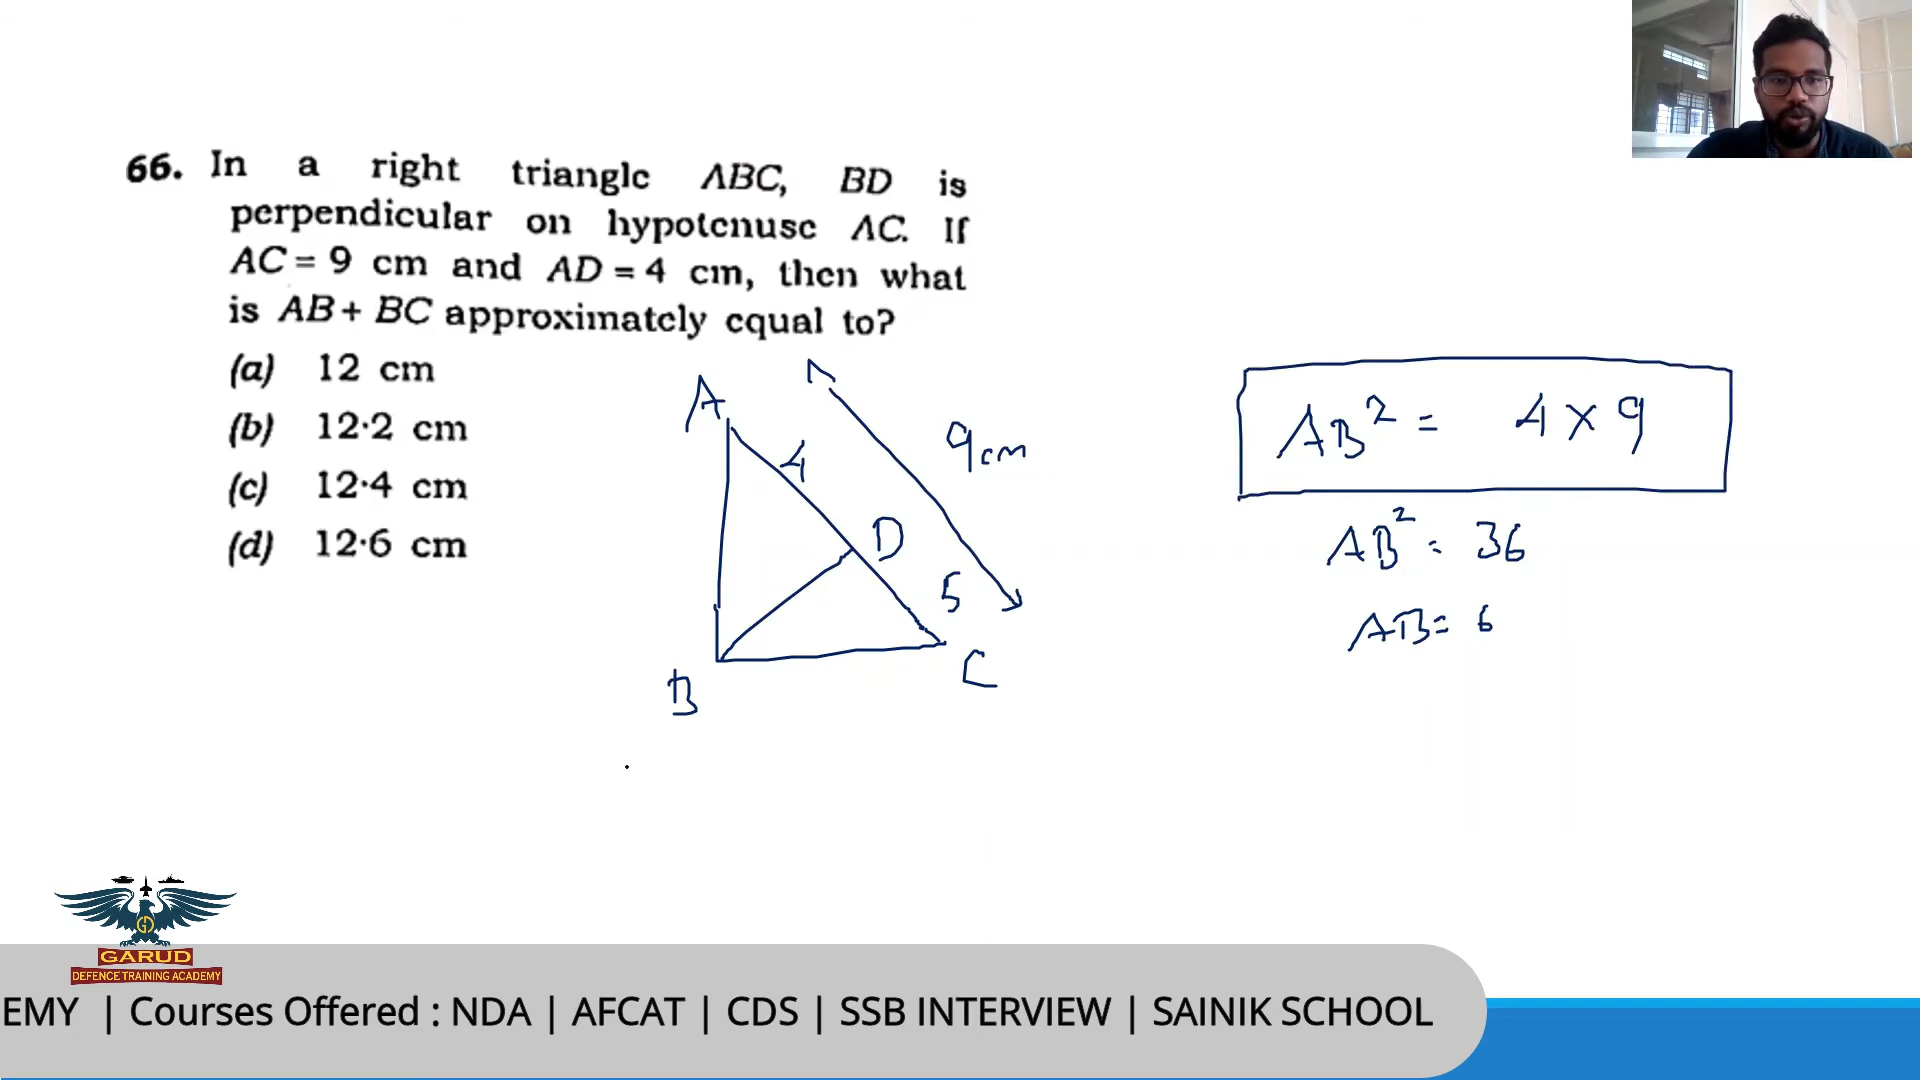 66. In a right triangle ABC, BD is
perpendicular on hypotenuse AC. If
AC = 9 cm and AD = 4 cm, then what
is AB + BC approximately equal to?
(a) 12 cm
(b) 12·2 cm
(c) 12·4 cm
(d) 12·6 cm
A
4
9cm
D
5
B
C
AB² = 4 × 9
AB² = 36
AB = 6
GARUD
DEFENCE TRAINING ACADEMY
EMY | Courses Offered : NDA | AFCAT | CDS | SSB INTERVIEW | SAINIK SCHOOL